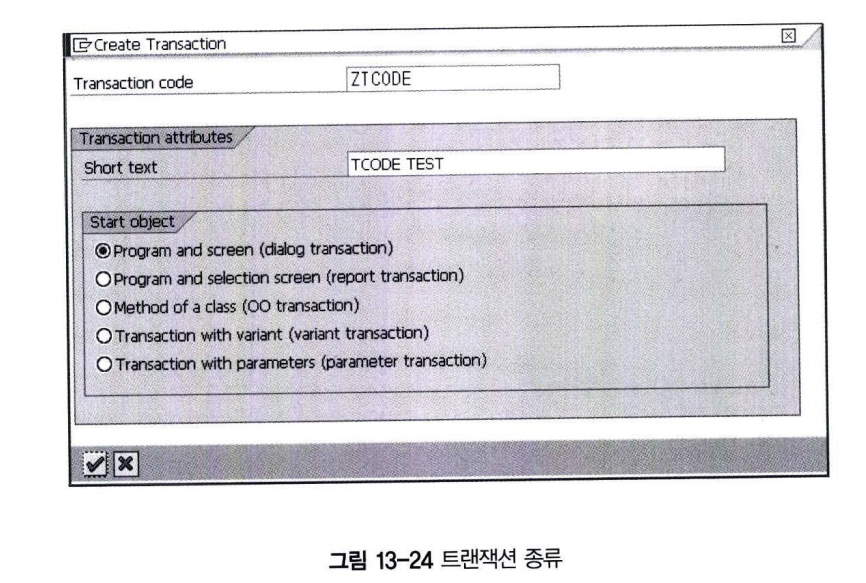 Create Transaction
Transaction code ZTCODE
Transaction attributes
Short text TCODE TEST
Start object
Program and screen (dialog transaction)
Program and selection screen (report transaction)
Method of a class (OO transaction)
Transaction with variant (variant transaction)
Transaction with parameters (parameter transaction)
그림 13-24 트랜잭션 종류